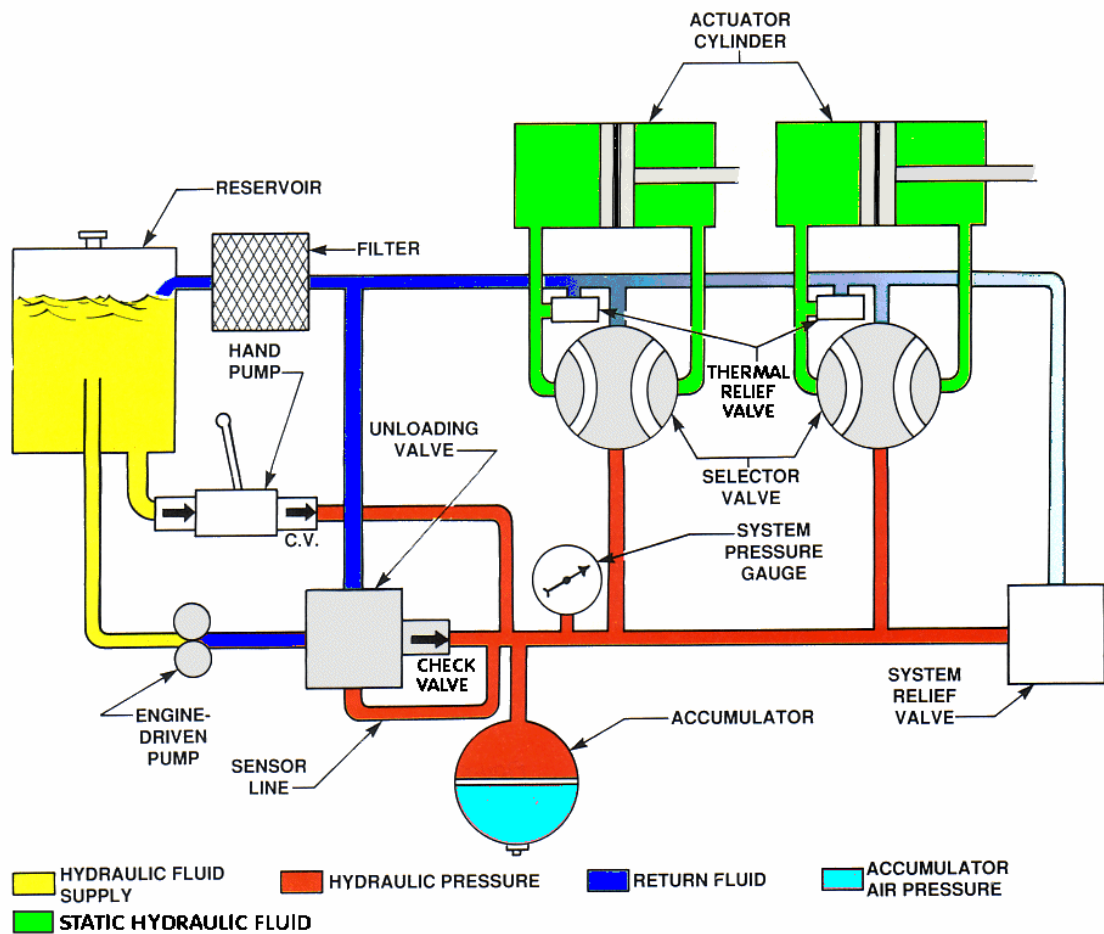 ACTUATOR
CYLINDER
RESERVOIR
FILTER
HAND
PUMP
THERMAL
RELIEF
VALVE
UNLOADING
VALVE
SELECTOR
VALVE
C.V.
SYSTEM
PRESSURE
GAUGE
CHECK
VALVE
SYSTEM
RELIEF
VALVE
ENGINE-
DRIVEN
PUMP
ACCUMULATOR
SENSOR
LINE
HYDRAULIC FLUID
SUPPLY
HYDRAULIC PRESSURE
RETURN FLUID
ACCUMULATOR
AIR PRESSURE
STATIC HYDRAULIC FLUID